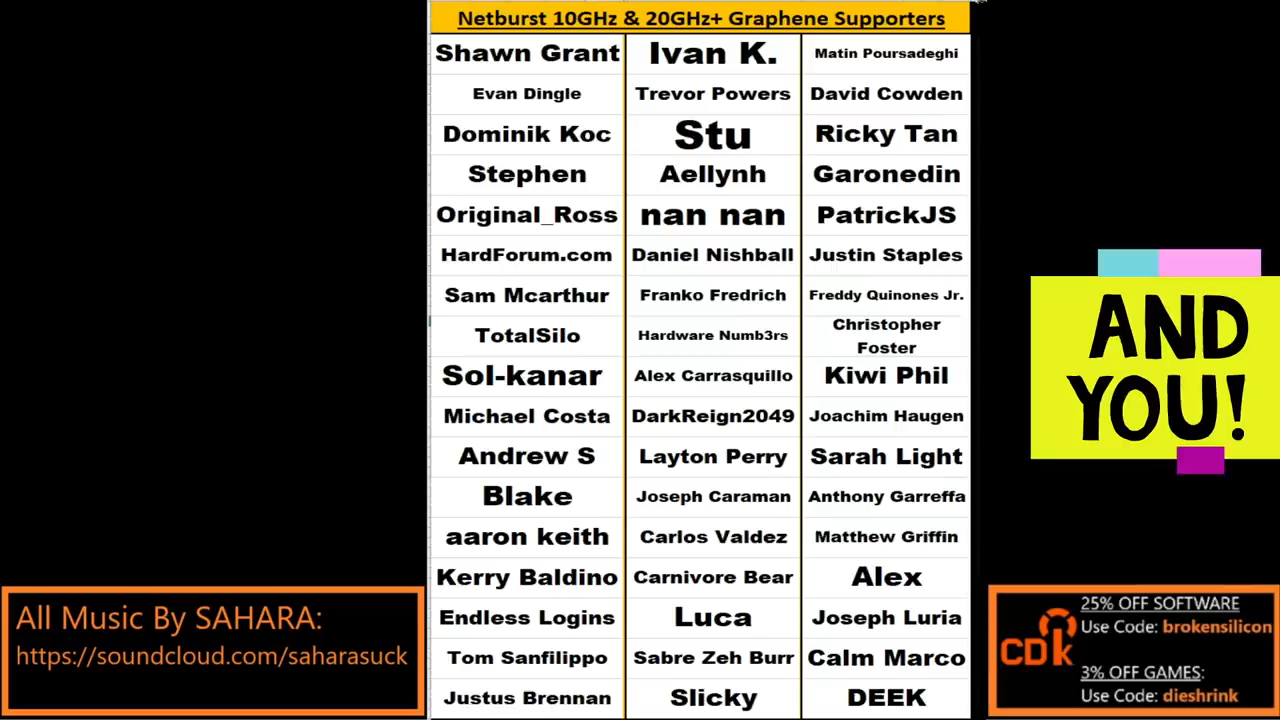 Netburst 10GHz & 20GHz+ Graphene Supporters
Shawn Grant Ivan K. Matin Poursadeghi
Evan Dingle Trevor Powers David Cowden
Dominik Koc Stu Ricky Tan
Stephen Aellynh Garonedin
Original_Ross nan nan PatrickJS
HardForum.com Daniel Nishball Justin Staples
Sam Mcarthur Franko Fredrich Freddy Quinones Jr.
TotalSilo Hardware Numb3rs Christopher
Foster
Sol-kanar Alex Carrasquillo Kiwi Phil
Michael Costa DarkReign2049 Joachim Haugen
Andrew S Layton Perry Sarah Light
Blake Joseph Caraman Anthony Garreffa
aaron keith Carlos Valdez Matthew Griffin
Kerry Baldino Carnivore Bear Alex
Endless Logins Luca Joseph Luria
Tom Sanfilippo Sabre Zeh Burr Calm Marco
Justus Brennan Slicky DEEK
AND
YOU!
All Music By SAHARA:
https://soundcloud.com/saharasuck
CDk
25% OFF SOFTWARE
Use Code: brokensilicon
3% OFF GAMES:
Use Code: dieshrink